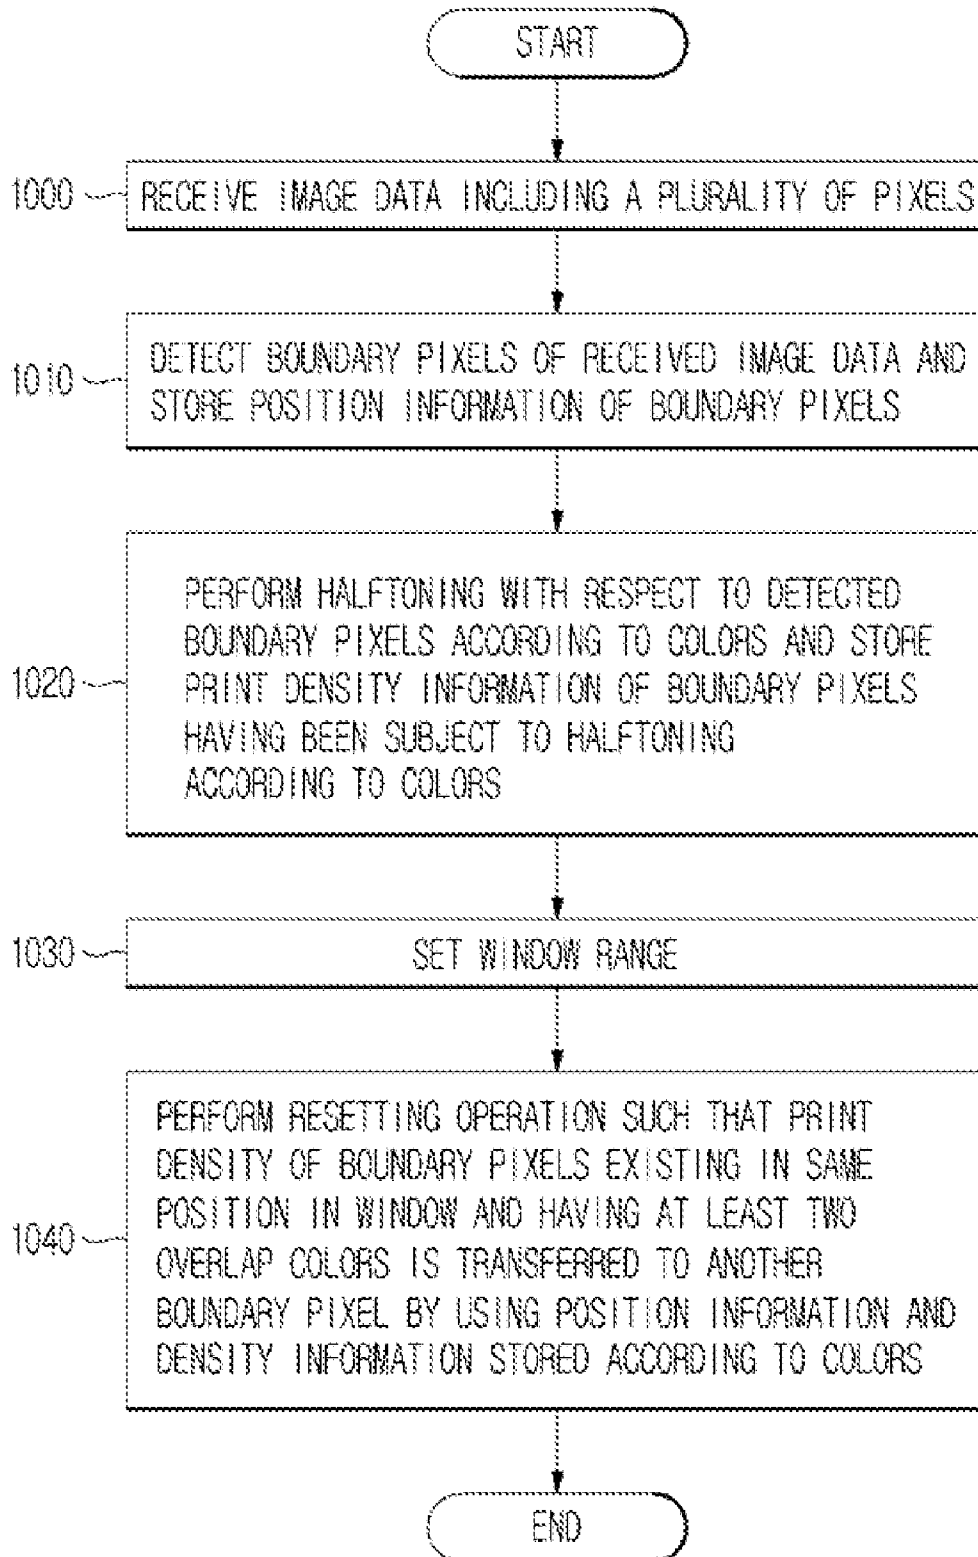 START
1000 RECEIVE IMAGE DATA INCLUDING A PLURALITY OF PIXELS
1010 DETECT BOUNDARY PIXELS OF RECEIVED IMAGE DATA AND
STORE POSITION INFORMATION OF BOUNDARY PIXELS
PERFORM HALFTONING WITH RESPECT TO DETECTED
BOUNDARY PIXELS ACCORDING TO COLORS AND STORE
1020 PRINT DENSITY INFORMATION OF BOUNDARY PIXELS
HAVING BEEN SUBJECT TO HALFTONING
ACCORDING TO COLORS
1030 SET WINDOW RANGE
PERFORM RESETTING OPERATION SUCH THAT PRINT
DENSITY OF BOUNDARY PIXELS EXISTING IN SAME
POSITION IN WINDOW AND HAVING AT LEAST TWO
1040 OVERLAP COLORS IS TRANSFERRED TO ANOTHER
BOUNDARY PIXEL BY USING POSITION INFORMATION AND
DENSITY INFORMATION STORED ACCORDING TO COLORS
END